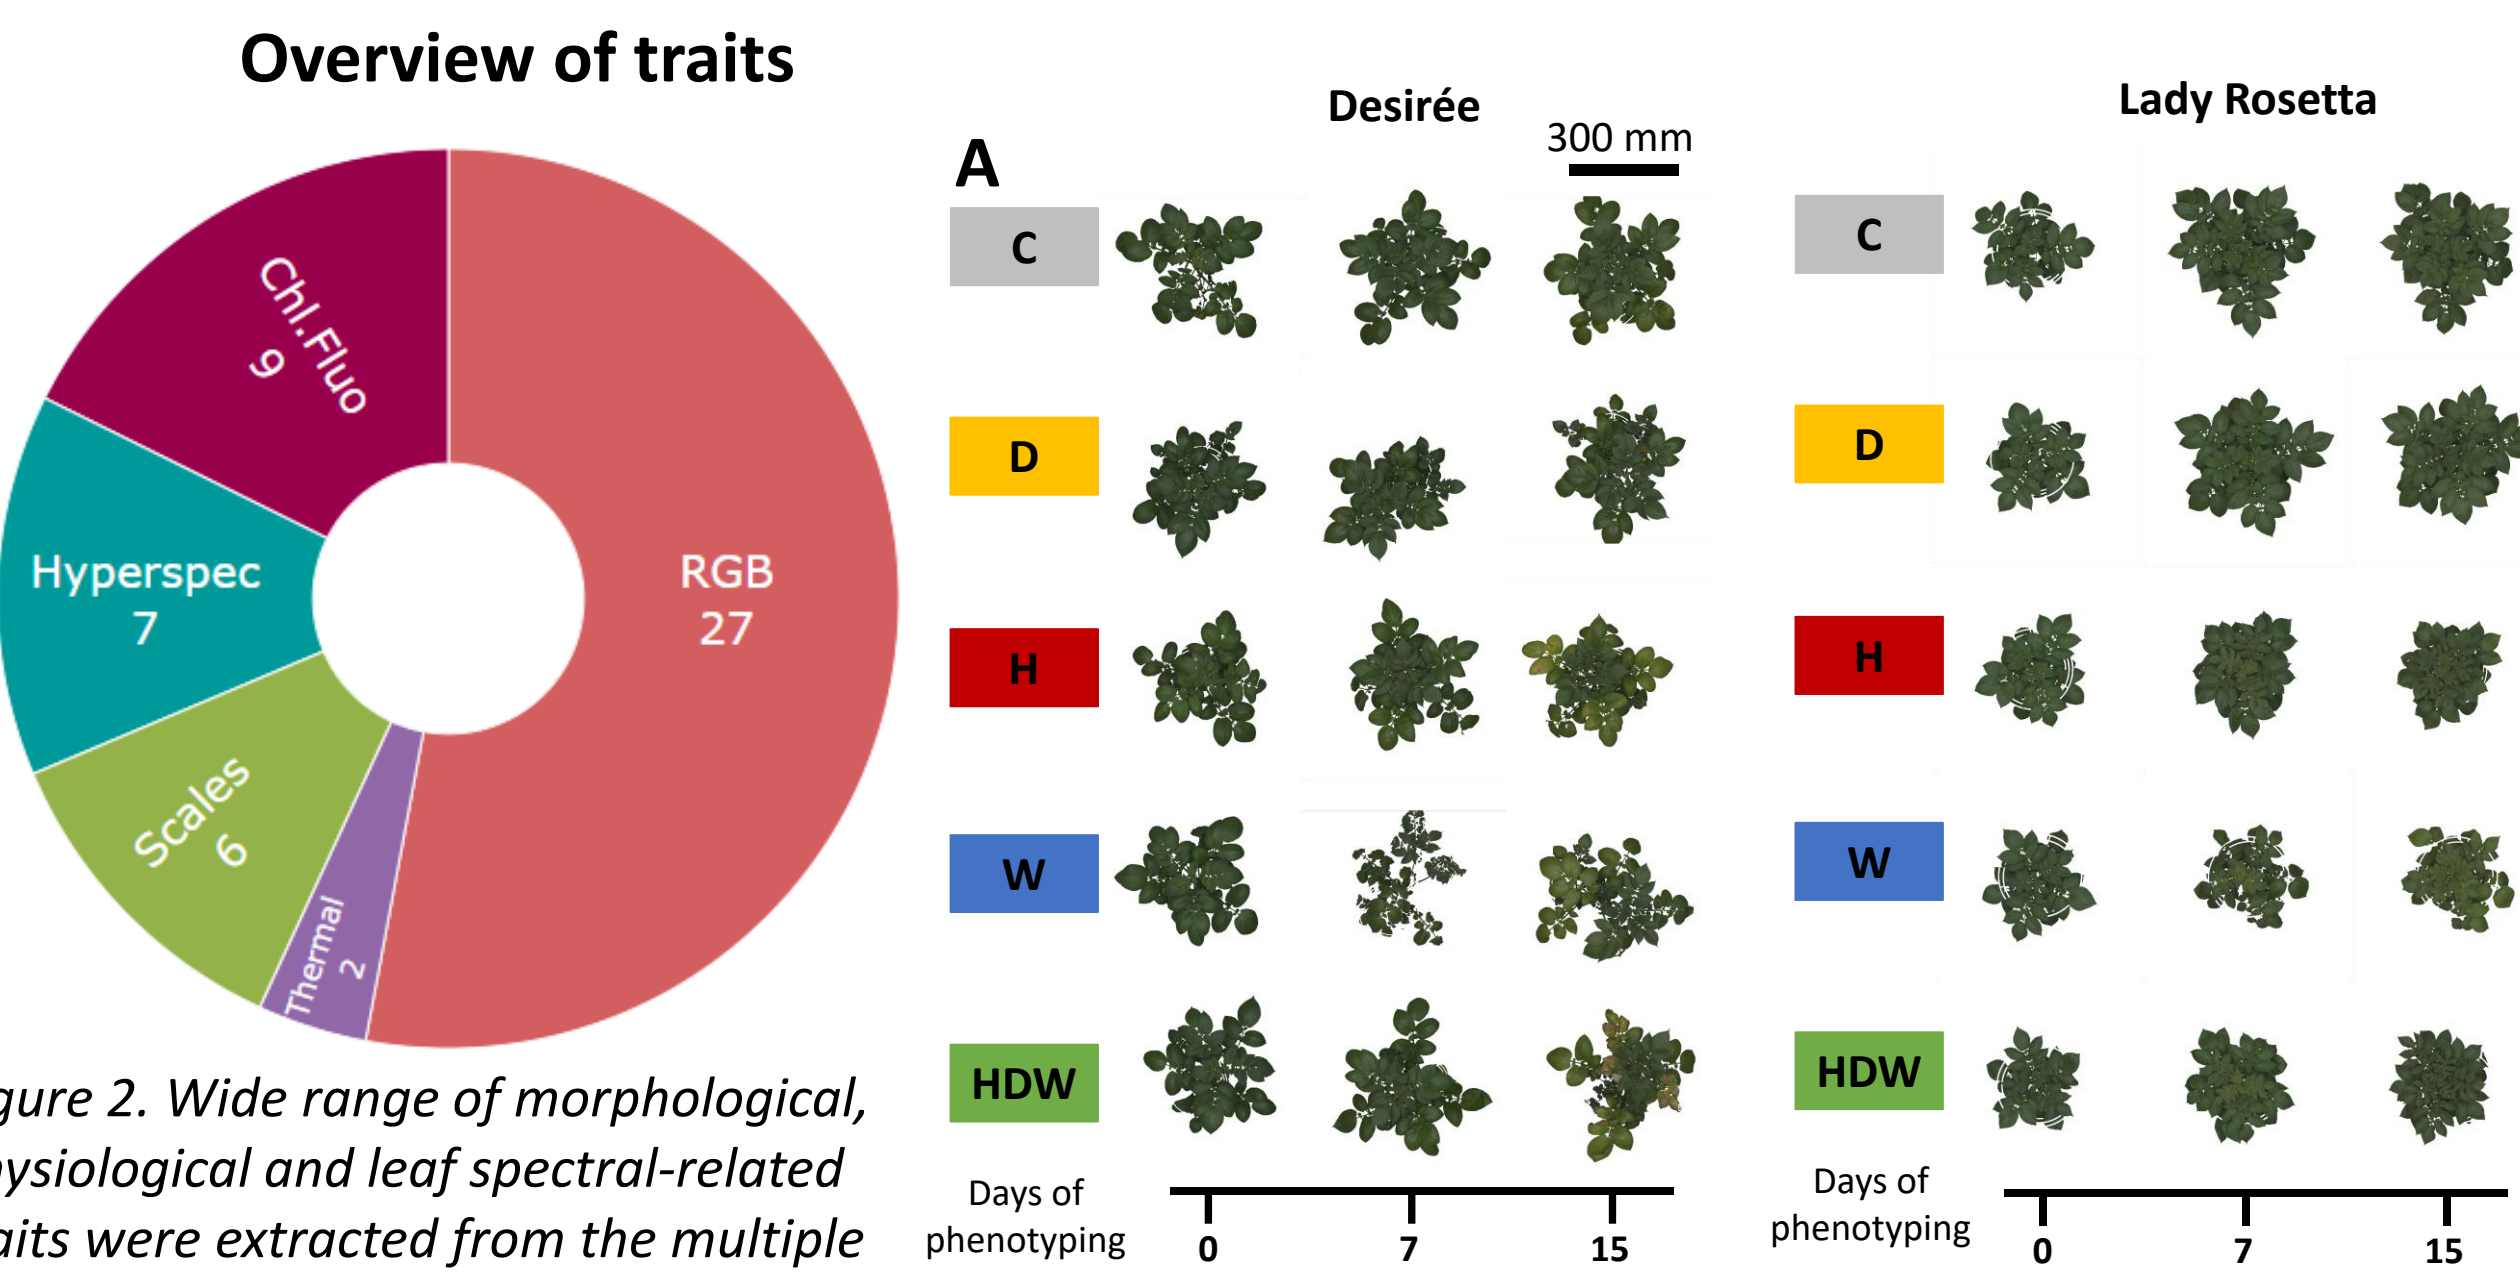 Overview of traits
Chl.Fluo
9
RGB
27
Hyperspec
7
Scales
6
Thermal
2
gure 2. Wide range of morphological,
ysiological and leaf spectral-related
aits were extracted from the multiple
A
Desirée
300 mm
C
D
H
W
HDW
Days of
phenotyping
0 7 15
Lady Rosetta
C
D
H
W
HDW
Days of
phenotyping
0 7 15